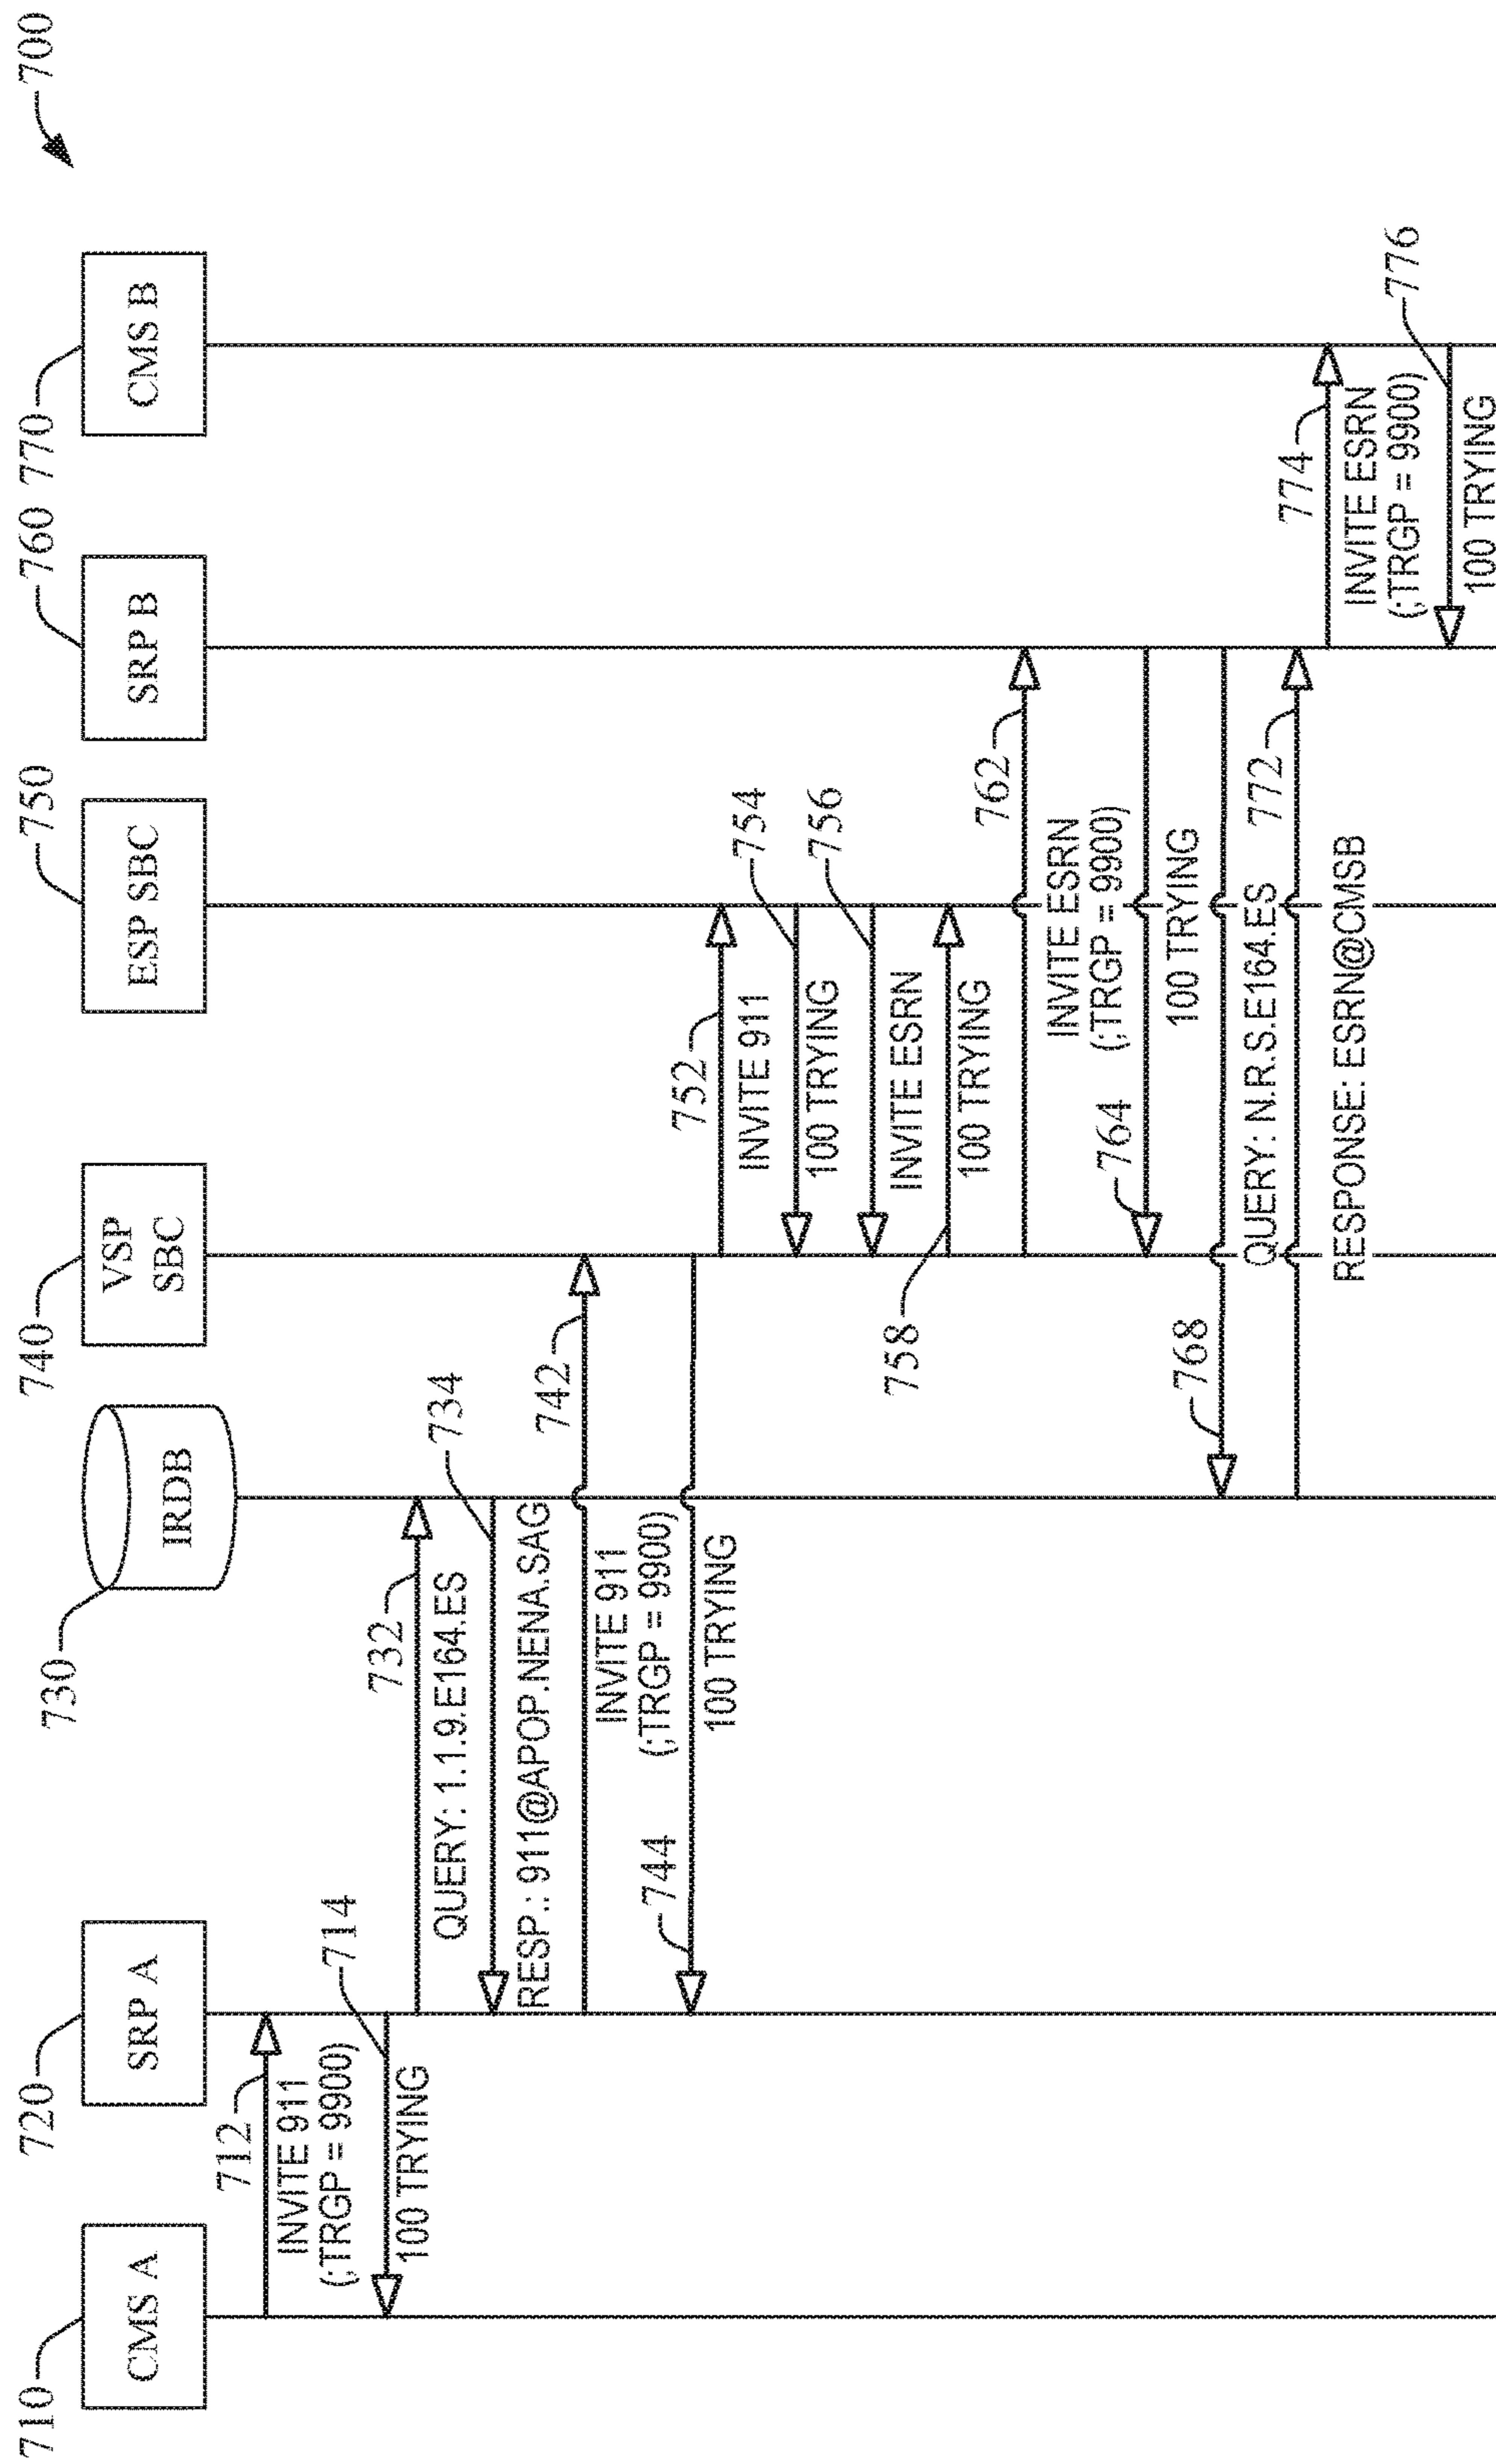 700
710
CMS A
720
SRP A
730
IRDB
740
VSP
SBC
750
ESP SBC
760
SRP B
770
CMS B
712
INVITE 911
(;TRGP = 9900)
714
100 TRYING
732
QUERY: 1.1.9.E164.ES
734
RESP.: 911@APOP.NENA.SAG
742
INVITE 911
(;TRGP = 9900)
744
100 TRYING
752
INVITE 911
754
100 TRYING
756
INVITE ESRN
758
100 TRYING
762
INVITE ESRN
(;TRGP = 9900)
764
100 TRYING
768
QUERY: N.R.S.E164.ES
772
RESPONSE: ESRN@CMSB
774
INVITE ESRN
(;TRGP = 9900)
776
100 TRYING